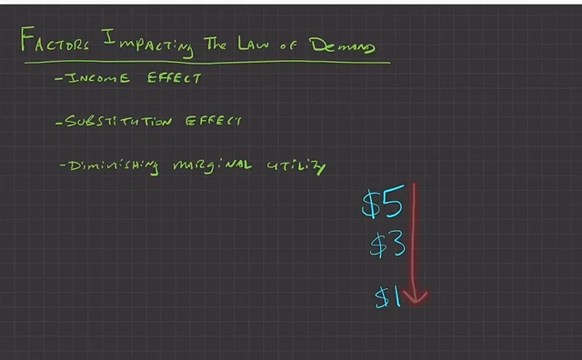 Factors Impacting The Law of Demand
- Income Effect
- Substitution Effect
- Diminishing marginal utility
$5
$3
$1